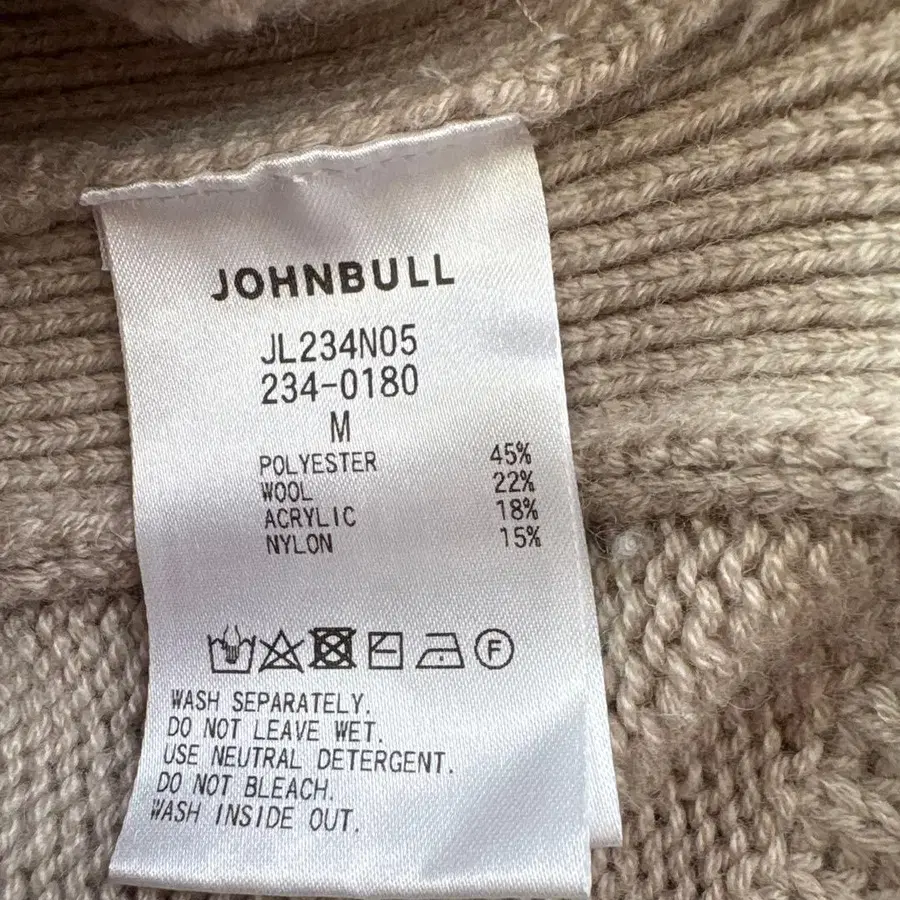 JOHNBULL
JL234N05
234-0180
M
POLYESTER 45%
WOOL 22%
ACRYLIC 18%
NYLON 15%
F
WASH SEPARATELY.
DO NOT LEAVE WET.
USE NEUTRAL DETERGENT.
DO NOT BLEACH.
WASH INSIDE OUT.